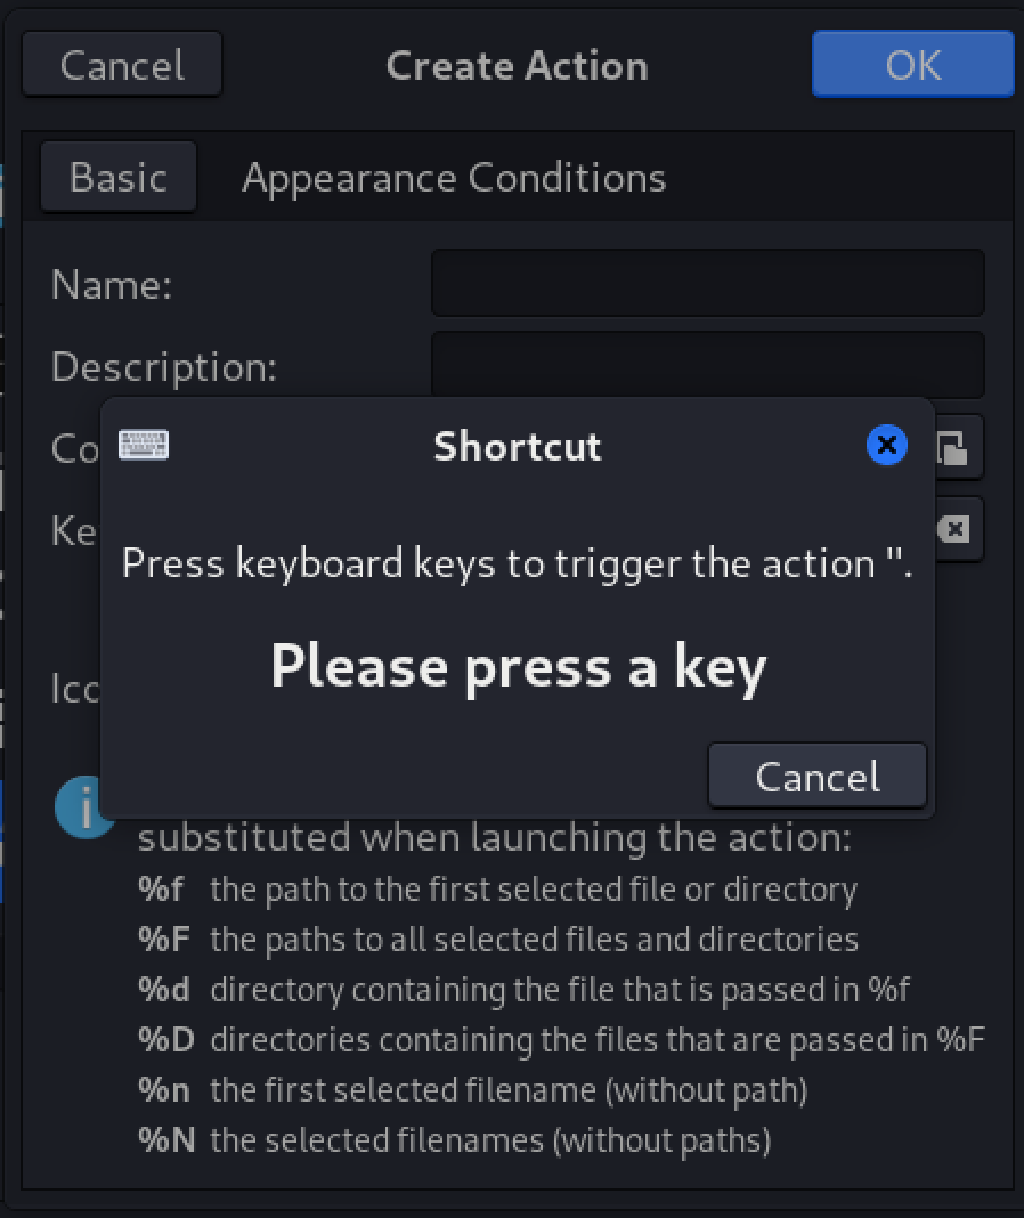 Cancel
Create Action
OK
Basic
Appearance Conditions
Name:
Description:
Co
Shortcut
Ke
Press keyboard keys to trigger the action ''.
Please press a key
Ico
Cancel
substituted when launching the action:
%f the path to the first selected file or directory
%F the paths to all selected files and directories
%d directory containing the file that is passed in %f
%D directories containing the files that are passed in %F
%n the first selected filename (without path)
%N the selected filenames (without paths)